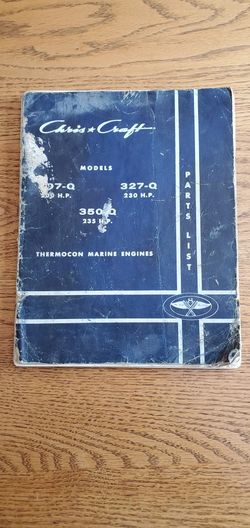 Chris★Craft
MODELS
327-Q
H.P. 230 H.P.
350-Q
235 H.P.
THERMOCON MARINE ENGINES
PARTS LIST